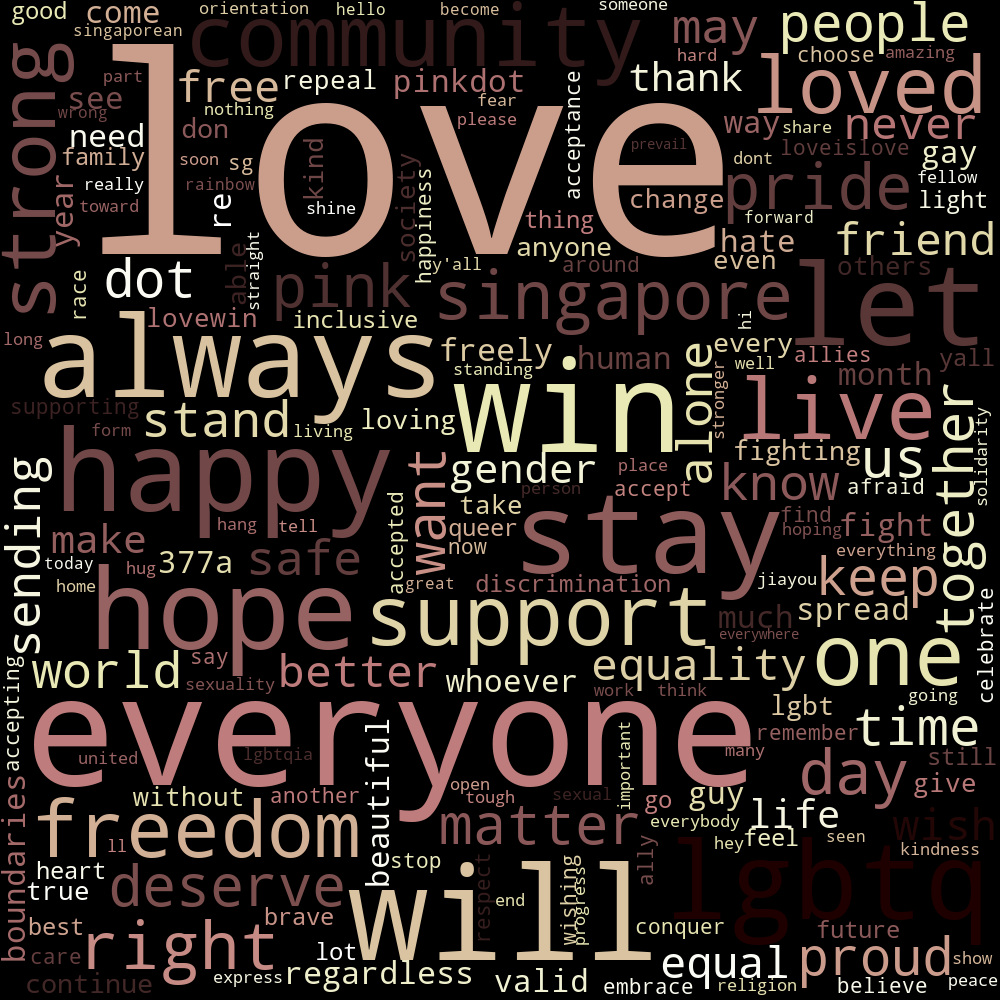 good
orientation
hello
become
someone
come
singaporean
community
may
people
hard
choose
amazing
strong
part
see
wrong
free
repeal
pinkdot
thank
loved
love
nothing
fear
please
acceptance
need
don
way
share
never
family
soon
sg
kind
society
prevail
dont
loveislove
gay
year
really
toward
rainbow
re
shine
happiness
change
pride
fellow
light
forward
thing
anyone
hate
friend
straight
able
race
dot
pink
y'all
around
even
others
singapore
let
long
lovewin
inclusive
hi
always
freely
standing
human
alone
every
well
allies
yall
stronger
month
supporting
stand
living
loving
win
live
together
solidarity
form
happy
want
gender
place
accept
fighting
us
know
afraid
sending
take
person
hang
tell
accepted
queer
now
stay
find
hoping
fight
make
377a
safe
everything
today
hug
home
great
discrimination
jiayou
keep
hope
support
much
everywhere
spread
celebrate
accepting
world
say
sexuality
better
whoever
equality
one
work
think
lgbt
going
everyone
remember
time
united
lgbtqia
beautiful
important
many
day
still
give
boundaries
without
another
open
tough
sexual
go
guy
everybody
life
wish
freedom
ll
matter
hey
feel
seen
kindness
heart
true
stop
respect
wishing
progress
ally
lgbtq
deserve
will
end
best
brave
conquer
future
care
right
lot
equal
proud
show
continue
express
regardless
valid
embrace
religion
believe
peace